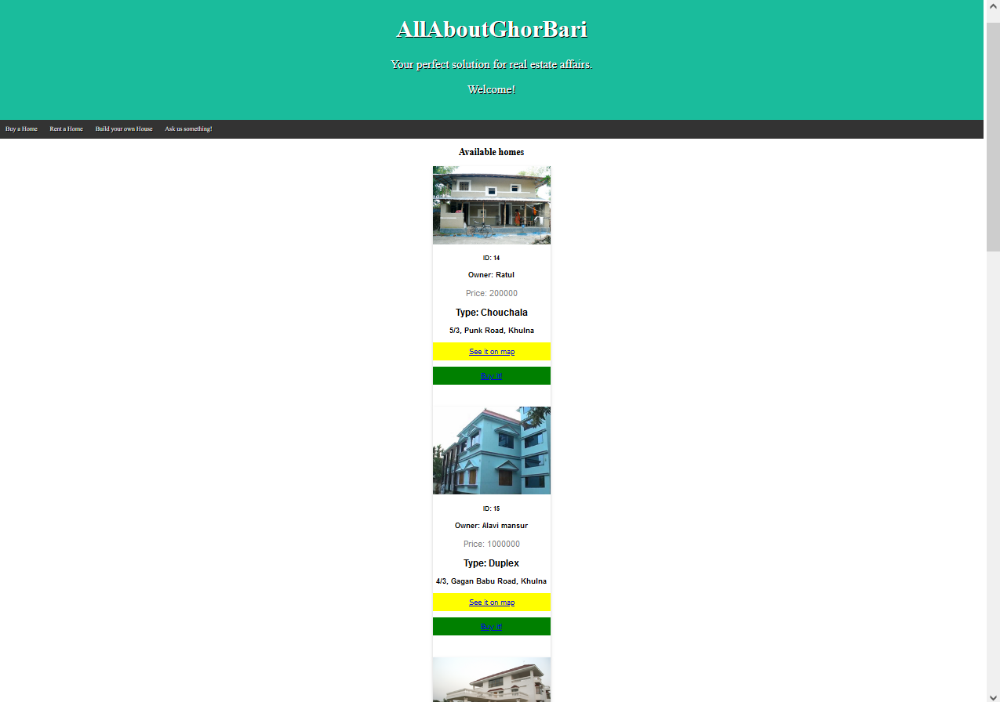 AllAboutGhorBari
Your perfect solution for real estate affairs.
Welcome!
Buy a Home Rent a Home Build your own House Ask us something!
Available homes
ID: 14
Owner: Ratul
Price: 200000
Type: Chouchala
5/3, Punk Road, Khulna
See it on map
Buy it!
ID: 15
Owner: Alavi mansur
Price: 1000000
Type: Duplex
4/3, Gagan Babu Road, Khulna
See it on map
Buy it!